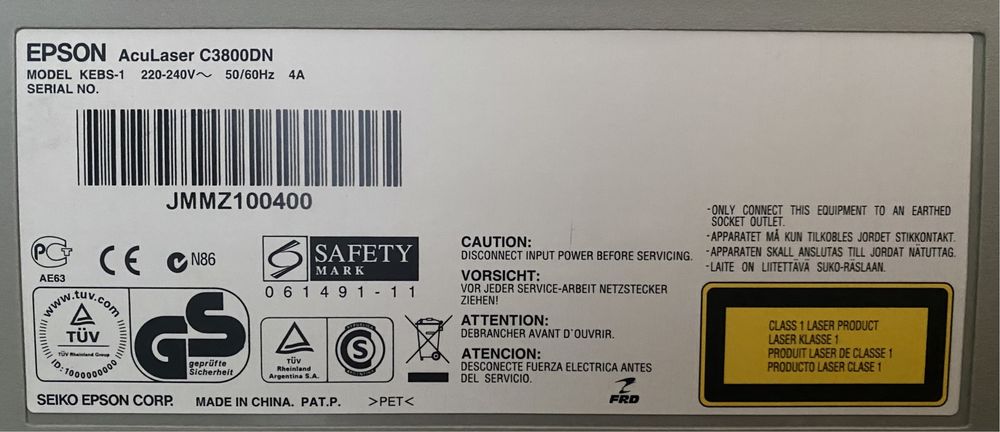 EPSON AcuLaser C3800DN
MODEL KEBS-1 220-240V～ 50/60Hz 4A
SERIAL NO.
JMMZ100400
PCT
AE63
CE
N86
SAFETY
MARK
061491-11
www.tuv.com
TÜV
TÜV Rheinland Group
ID:1000000000
GS
geprüfte
Sicherheit
TÜV
Rheinland
Argentina S.A.
S
CAUTION:
DISCONNECT INPUT POWER BEFORE SERVICING.
VORSICHT:
VOR JEDER SERVICE-ARBEIT NETZSTECKER
ZIEHEN!
ATTENTION:
DEBRANCHER AVANT D'OUVRIR.
ATENCION:
DESCONECTE FUERZA ELECTRICA ANTES
DEL SERVICIO.
-ONLY CONNECT THIS EQUIPMENT TO AN EARTHED
SOCKET OUTLET.
-APPARATET MÅ KUN TILKOBLES JORDET STIKKONTAKT.
-APPARATEN SKALL ANSLUTAS TILL JORDAT NÄTUTTAG.
-LAITE ON LIITETTÄVÄ SUKO-RÄSLAAN.
CLASS 1 LASER PRODUCT
LASER KLASSE 1
PRODUIT LASER DE CLASSE 1
PRODUCTO LASER CLASE 1
SEIKO EPSON CORP. MADE IN CHINA. PAT.P. >PET<
FRD